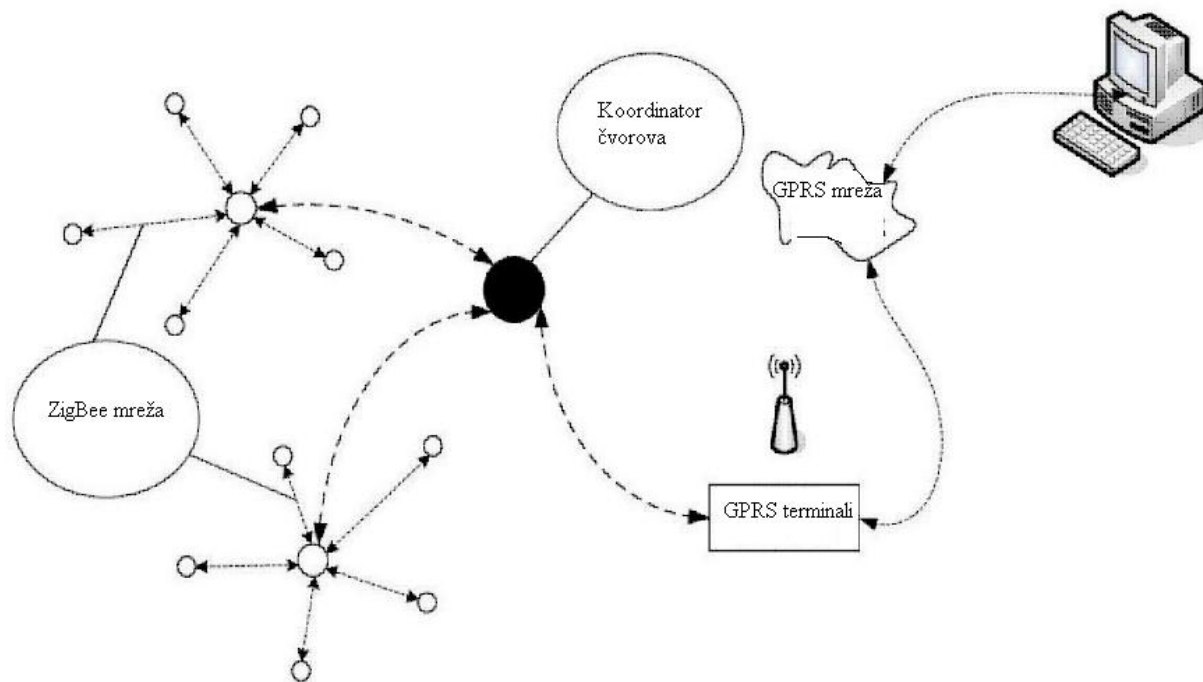 Koordinator
čvorova
GPRS mreža
ZigBee mreža
GPRS terminali